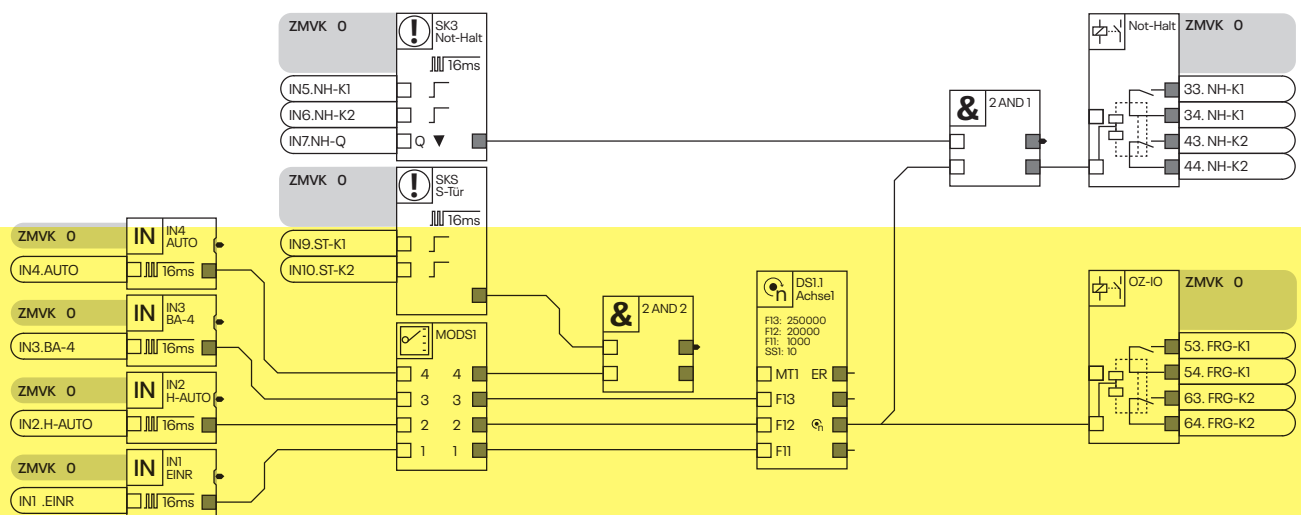 ZMVK 0
SK3
Not-Halt
16ms
IN5.NH-K1
IN6.NH-K2
IN7.NH-Q
Q
&
2 AND 1
Not-Halt
ZMVK 0
33. NH-K1
34. NH-K1
43. NH-K2
44. NH-K2
ZMVK 0
SKS
S-Tür
16ms
IN9.ST-K1
IN10.ST-K2
ZMVK 0
IN
IN4
AUTO
IN4.AUTO
16ms
ZMVK 0
IN
IN3
BA-4
IN3.BA-4
16ms
ZMVK 0
IN
IN2
H-AUTO
IN2.H-AUTO
16ms
ZMVK 0
IN
IN1
EINR
IN1 .EINR
16ms
MODS1
4 4
3 3
2 2
1 1
&
2 AND 2
n
DS1.1
Achse1
F13: 250000
F12: 20000
F11: 1000
SS1: 10
MT1 ER
F13
F12 n
F11
OZ-IO
ZMVK 0
53. FRG-K1
54. FRG-K1
63. FRG-K2
64. FRG-K2